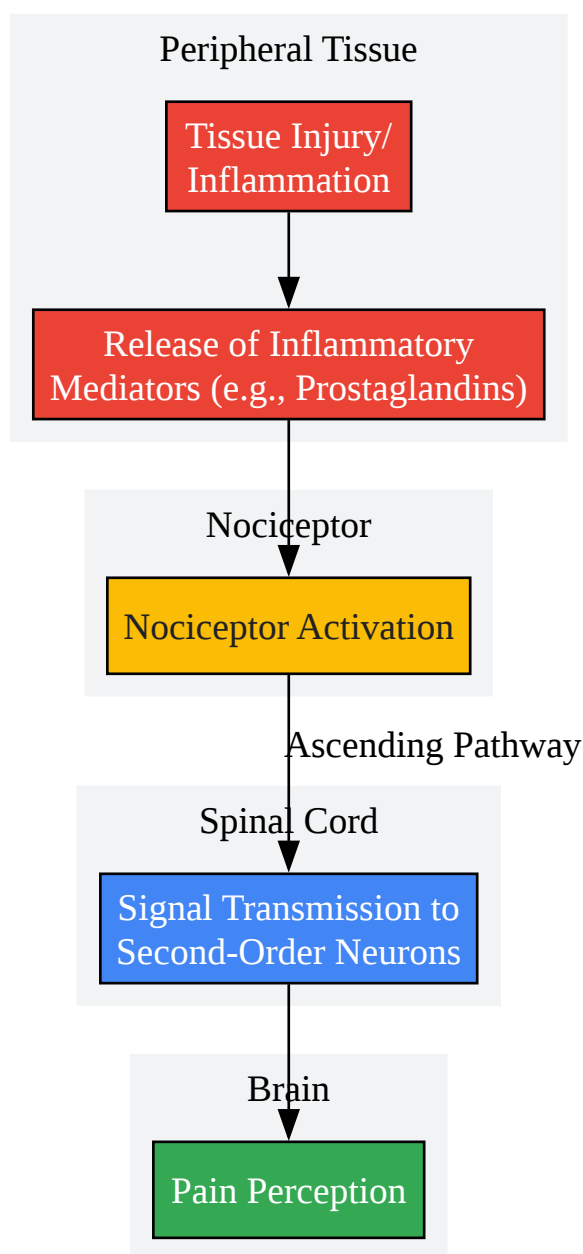 Peripheral Tissue
Tissue Injury/
Inflammation
Release of Inflammatory
Mediators (e.g., Prostaglandins)
Nociceptor
Nociceptor Activation
Ascending Pathway
Spinal Cord
Signal Transmission to
Second-Order Neurons
Brain
Pain Perception